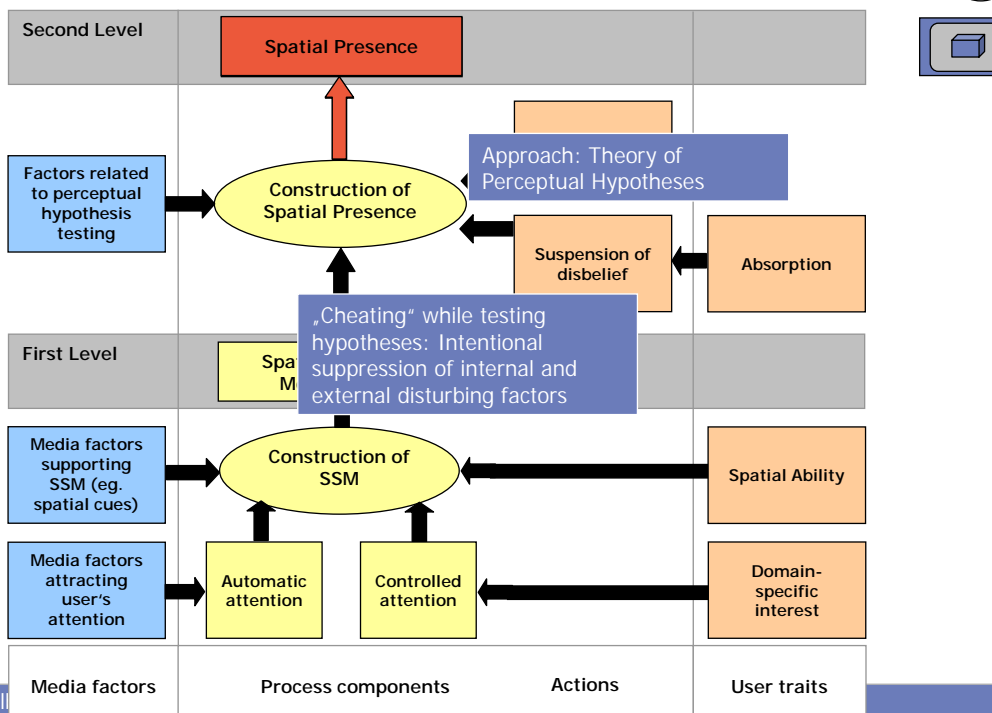 Second Level
Spatial Presence
Approach: Theory of
Perceptual Hypotheses
Factors related
to perceptual
hypothesis
testing
Construction of
Spatial Presence
Suspension of
disbelief
Absorption
„Cheating“ while testing
hypotheses: Intentional
suppression of internal and
external disturbing factors
First Level
Media factors
supporting
SSM (eg.
spatial cues)
Construction of
SSM
Spatial Ability
Media factors
attracting
user's
attention
Automatic
attention
Controlled
attention
Domain-
specific
interest
Media factors
Process components
Actions
User traits